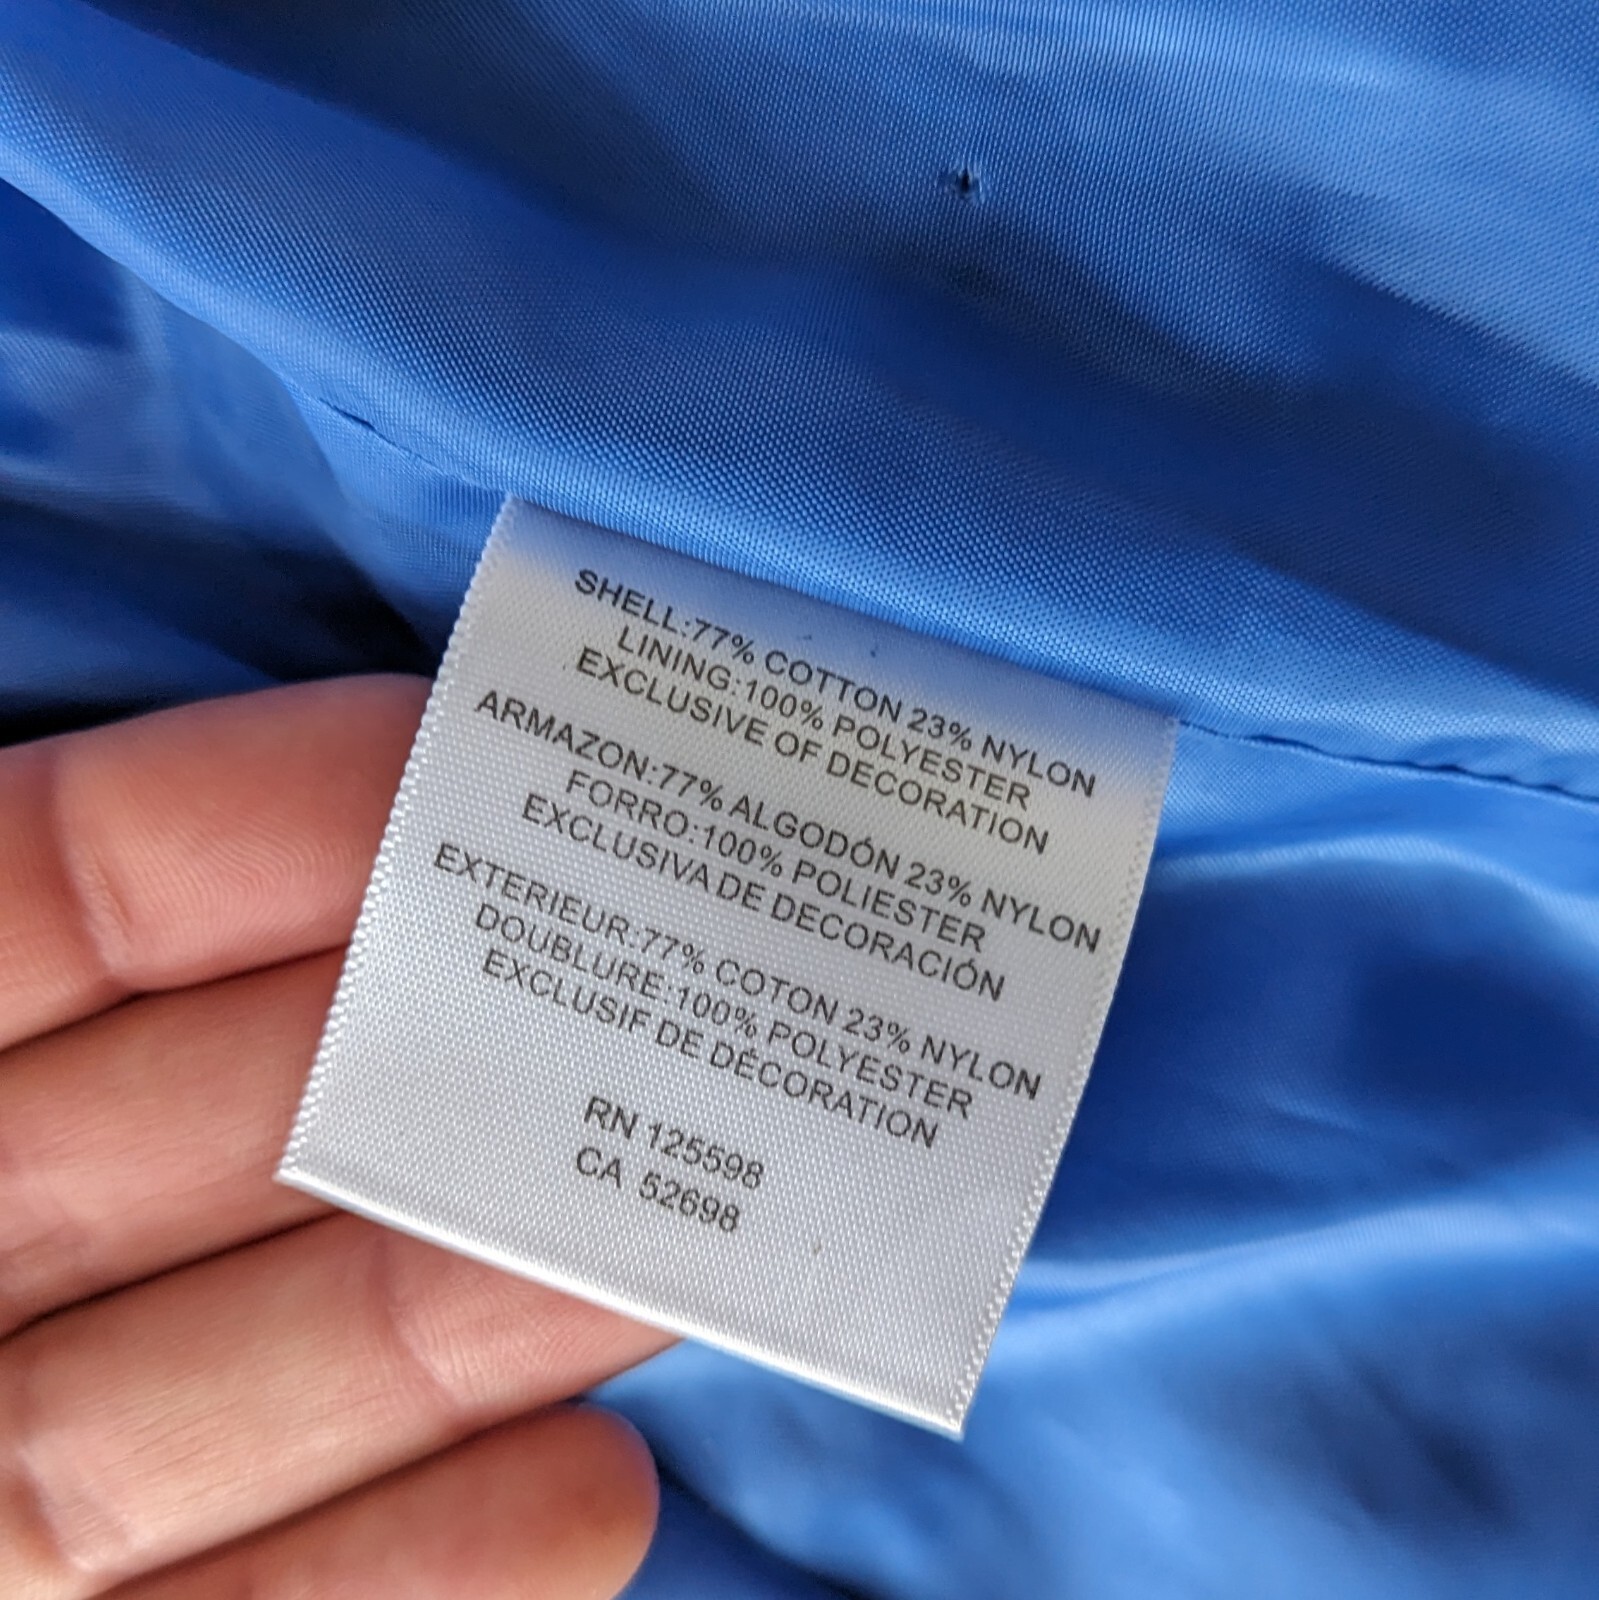 SHELL:77% COTTON 23% NYLON
LINING:100% POLYESTER
EXCLUSIVE OF DECORATION
ARMAZON:77% ALGODÓN 23% NYLON
FORRO:100% POLIESTER
EXCLUSIVA DE DECORACIÓN
EXTERIEUR:77% COTON 23% NYLON
DOUBLURE:100% POLYESTER
EXCLUSIF DE DÉCORATION
RN 125598
CA 52698